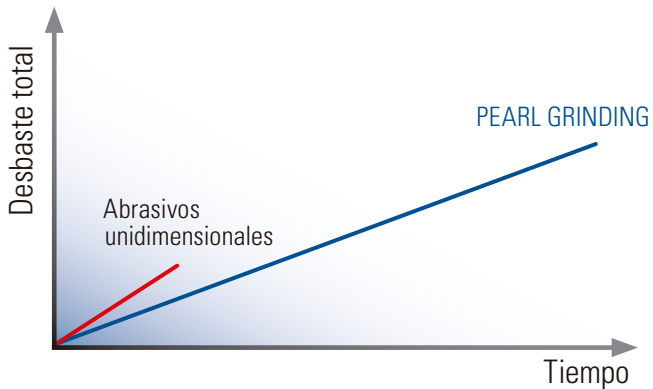 Desbaste total
PEARL GRINDING
Abrasivos
unidimensionales
Tiempo